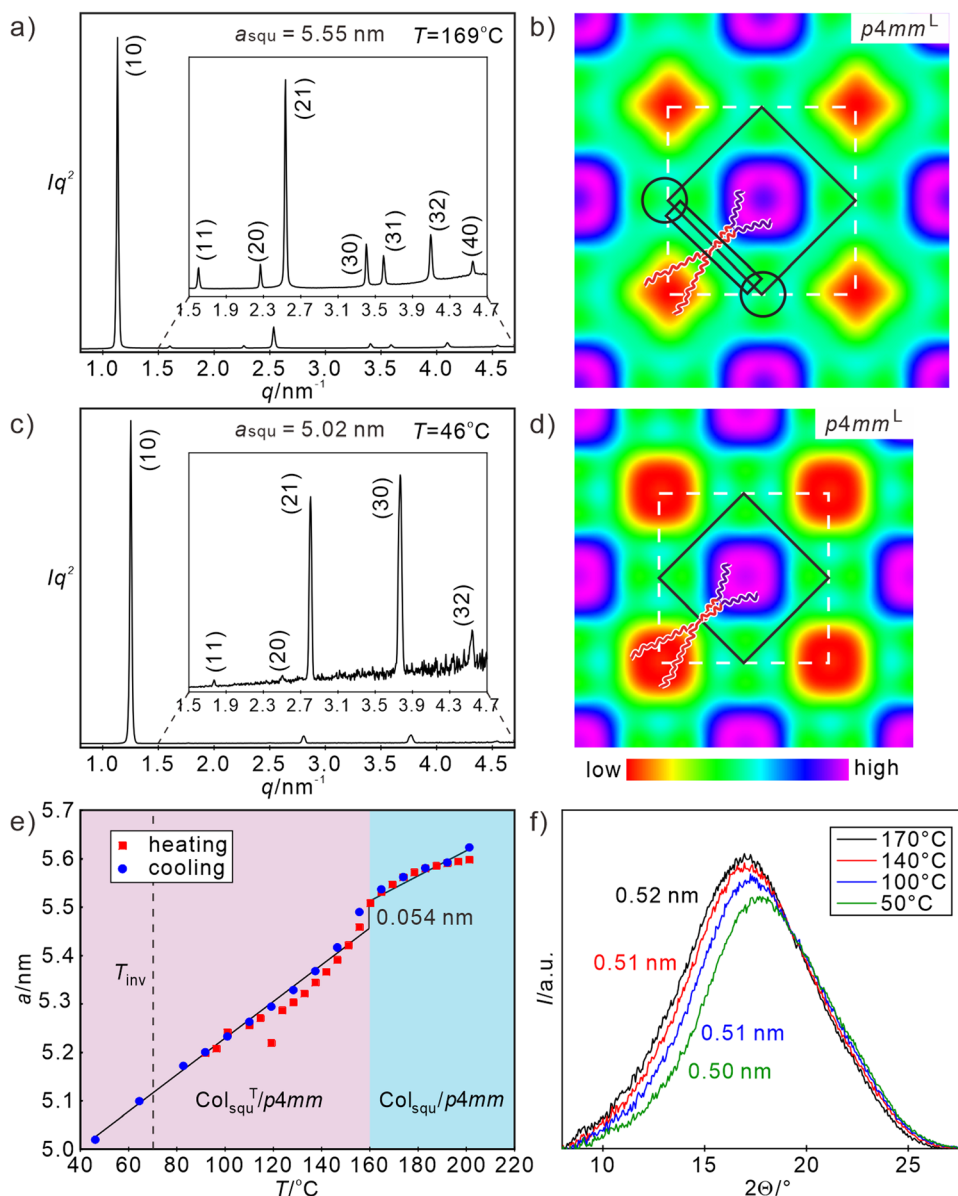 a)
a_squ = 5.55 nm T=169°C
(10)
(21)
(11)
(20)
(30)
(31)
(32)
(40)
1.5 1.9 2.3 2.7 3.1 3.5 3.9 4.3 4.7
Iq²
1.0 1.5 2.0 2.5 3.0 3.5 4.0 4.5
q/nm⁻¹
b)
p4mm^L
c)
a_squ = 5.02 nm T=46°C
(10)
(21)
(30)
(11)
(20)
(32)
1.5 1.9 2.3 2.7 3.1 3.5 3.9 4.3 4.7
Iq²
1.0 1.5 2.0 2.5 3.0 3.5 4.0 4.5
q/nm⁻¹
d)
p4mm^L
low high
e)
5.7
5.6
5.5
5.4
5.3
5.2
5.1
5.0
a/nm
heating
cooling
0.054 nm
T_inv
Col_squ^T/p4mm
Col_squ/p4mm
40 60 80 100 120 140 160 180 200 220
T/°C
f)
170°C
140°C
100°C
50°C
0.52 nm
0.51 nm
0.51 nm
0.50 nm
I/a.u.
10 15 20 25
2Θ/°